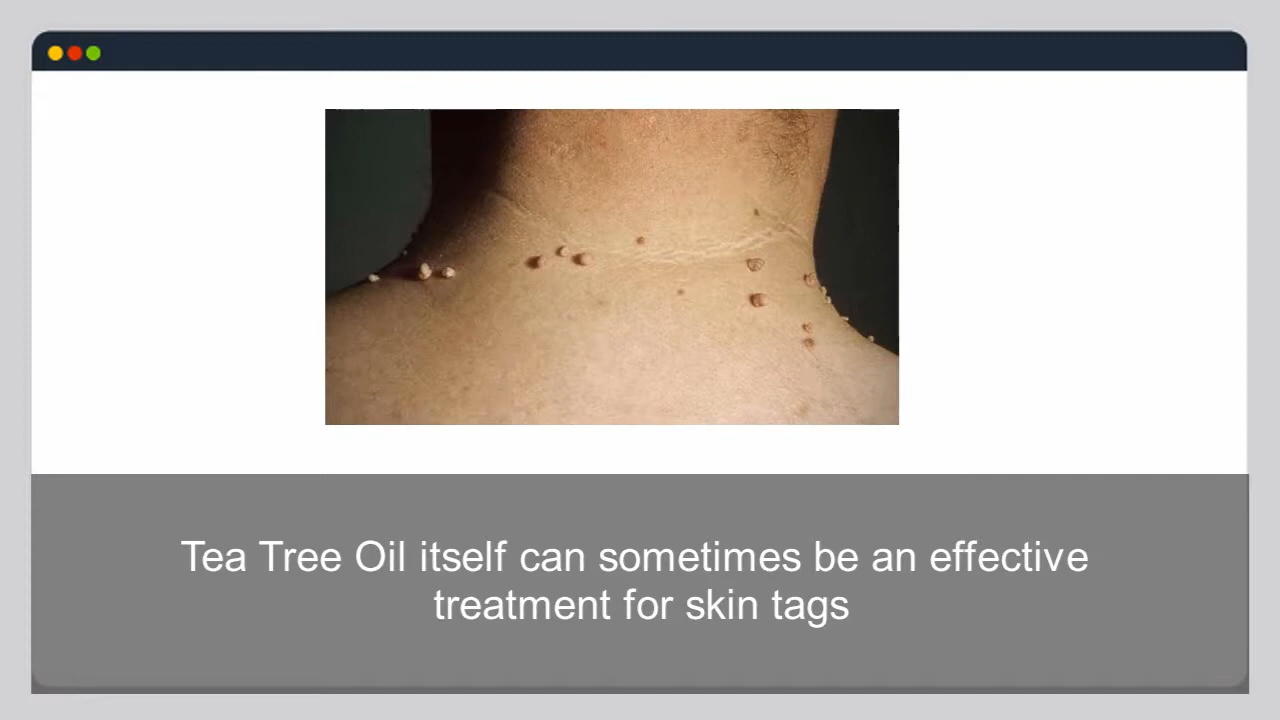 Tea Tree Oil itself can sometimes be an effective
treatment for skin tags